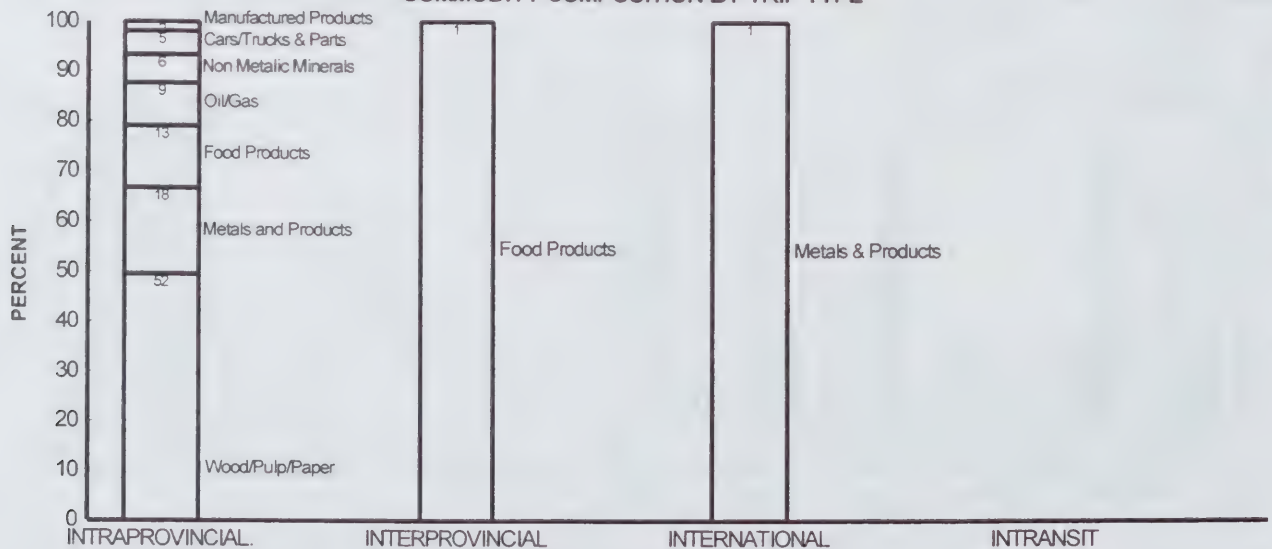 100
90
80
70
60
50
40
30
20
10
0
PERCENT
Manufactured Products
5
Cars/Trucks & Parts
6
Non Metalic Minerals
9
Oil/Gas
13
Food Products
18
Metals and Products
52
Wood/Pulp/Paper
1
Food Products
1
Metals & Products
INTRAPROVINCIAL.
INTERPROVINCIAL
INTERNATIONAL
INTRANSIT